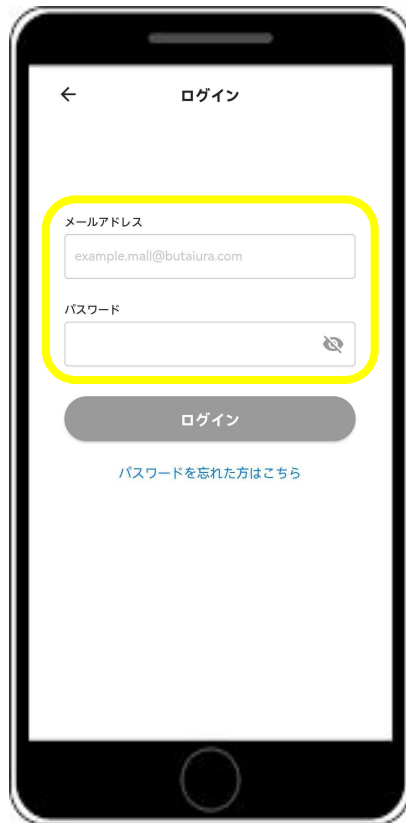 ログイン
メールアドレス
example.mall@butaiura.com
パスワード
ログイン
パスワードを忘れた方はこちら